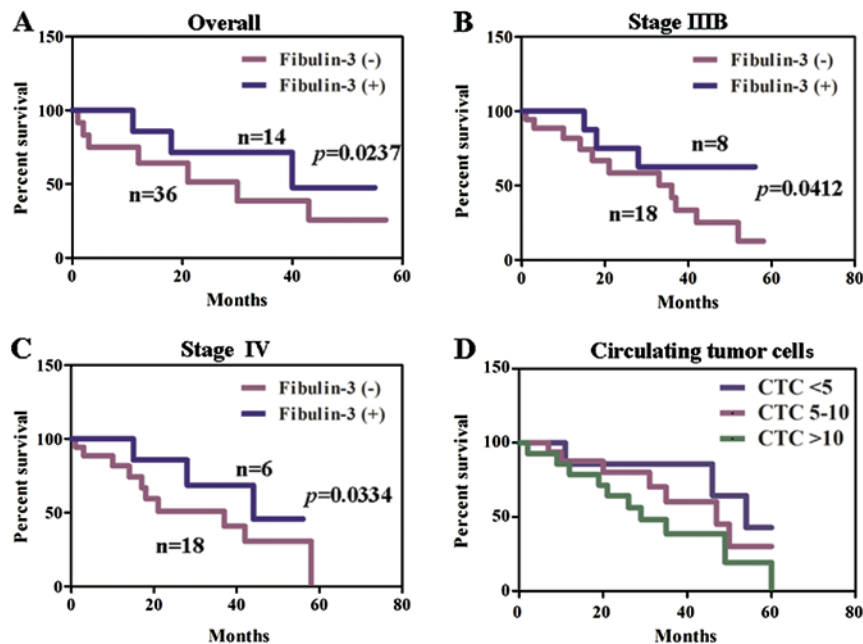 A
Overall
150
100
50
0
Percent survival
Fibulin-3 (-)
Fibulin-3 (+)
n=14
p=0.0237
n=36
0
20
40
60
Months
B
Stage IIIB
150
100
50
0
Percent survival
Fibulin-3 (-)
Fibulin-3 (+)
n=8
p=0.0412
n=18
0
20
40
60
80
Months
C
Stage IV
150
100
50
0
Percent survival
Fibulin-3 (-)
Fibulin-3 (+)
n=6
p=0.0334
n=18
0
20
40
60
80
Months
D
Circulating tumor cells
150
100
50
0
Percent survival
CTC <5
CTC 5-10
CTC >10
0
20
40
60
80
Months